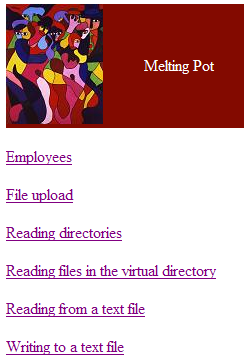 Melting Pot
Employees
File upload
Reading directories
Reading files in the virtual directory
Reading from a text file
Writing to a text file